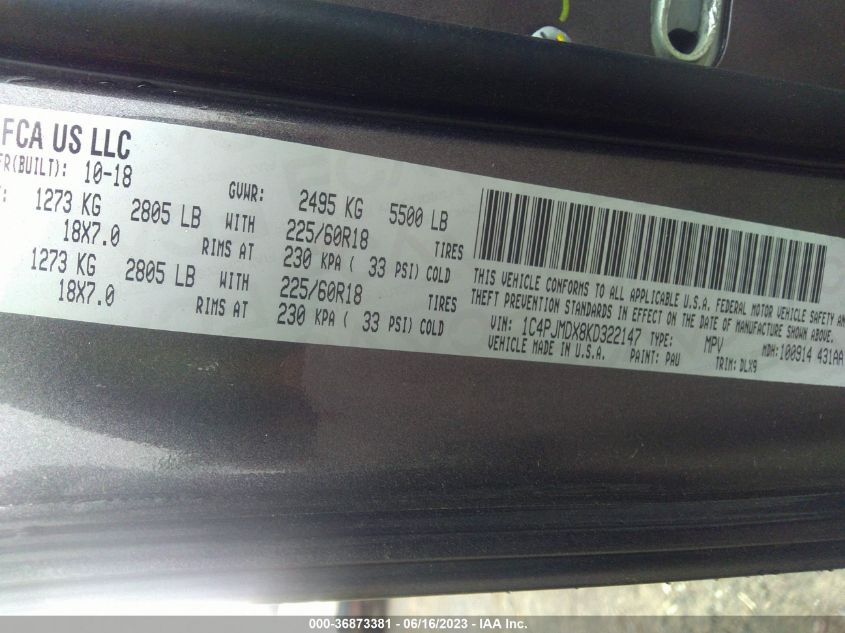 FCA US LLC
FR(BUILT): 10-18 GVWR: 2495 KG 5500 LB
1273 KG 2805 LB WITH 225/60R18 TIRES
18X7.0 RIMS AT 230 KPA ( 33 PSI) COLD
1273 KG 2805 LB WITH 225/60R18 TIRES
18X7.0 RIMS AT 230 KPA ( 33 PSI) COLD
THIS VEHICLE CONFORMS TO ALL APPLICABLE U.S.A. FEDERAL MOTOR VEHICLE SAFETY AN
THEFT PREVENTION STANDARDS IN EFFECT ON THE DATE OF MANUFACTURE SHOWN ABOVE.
VIN: 1C4PJMDX8KD322147 TYPE: MPV MDH: 100914 431AA
VEHICLE MADE IN U.S.A. PAINT: PAU TRIM: DLX9
000-36873381 - 06/16/2023 - IAA Inc.